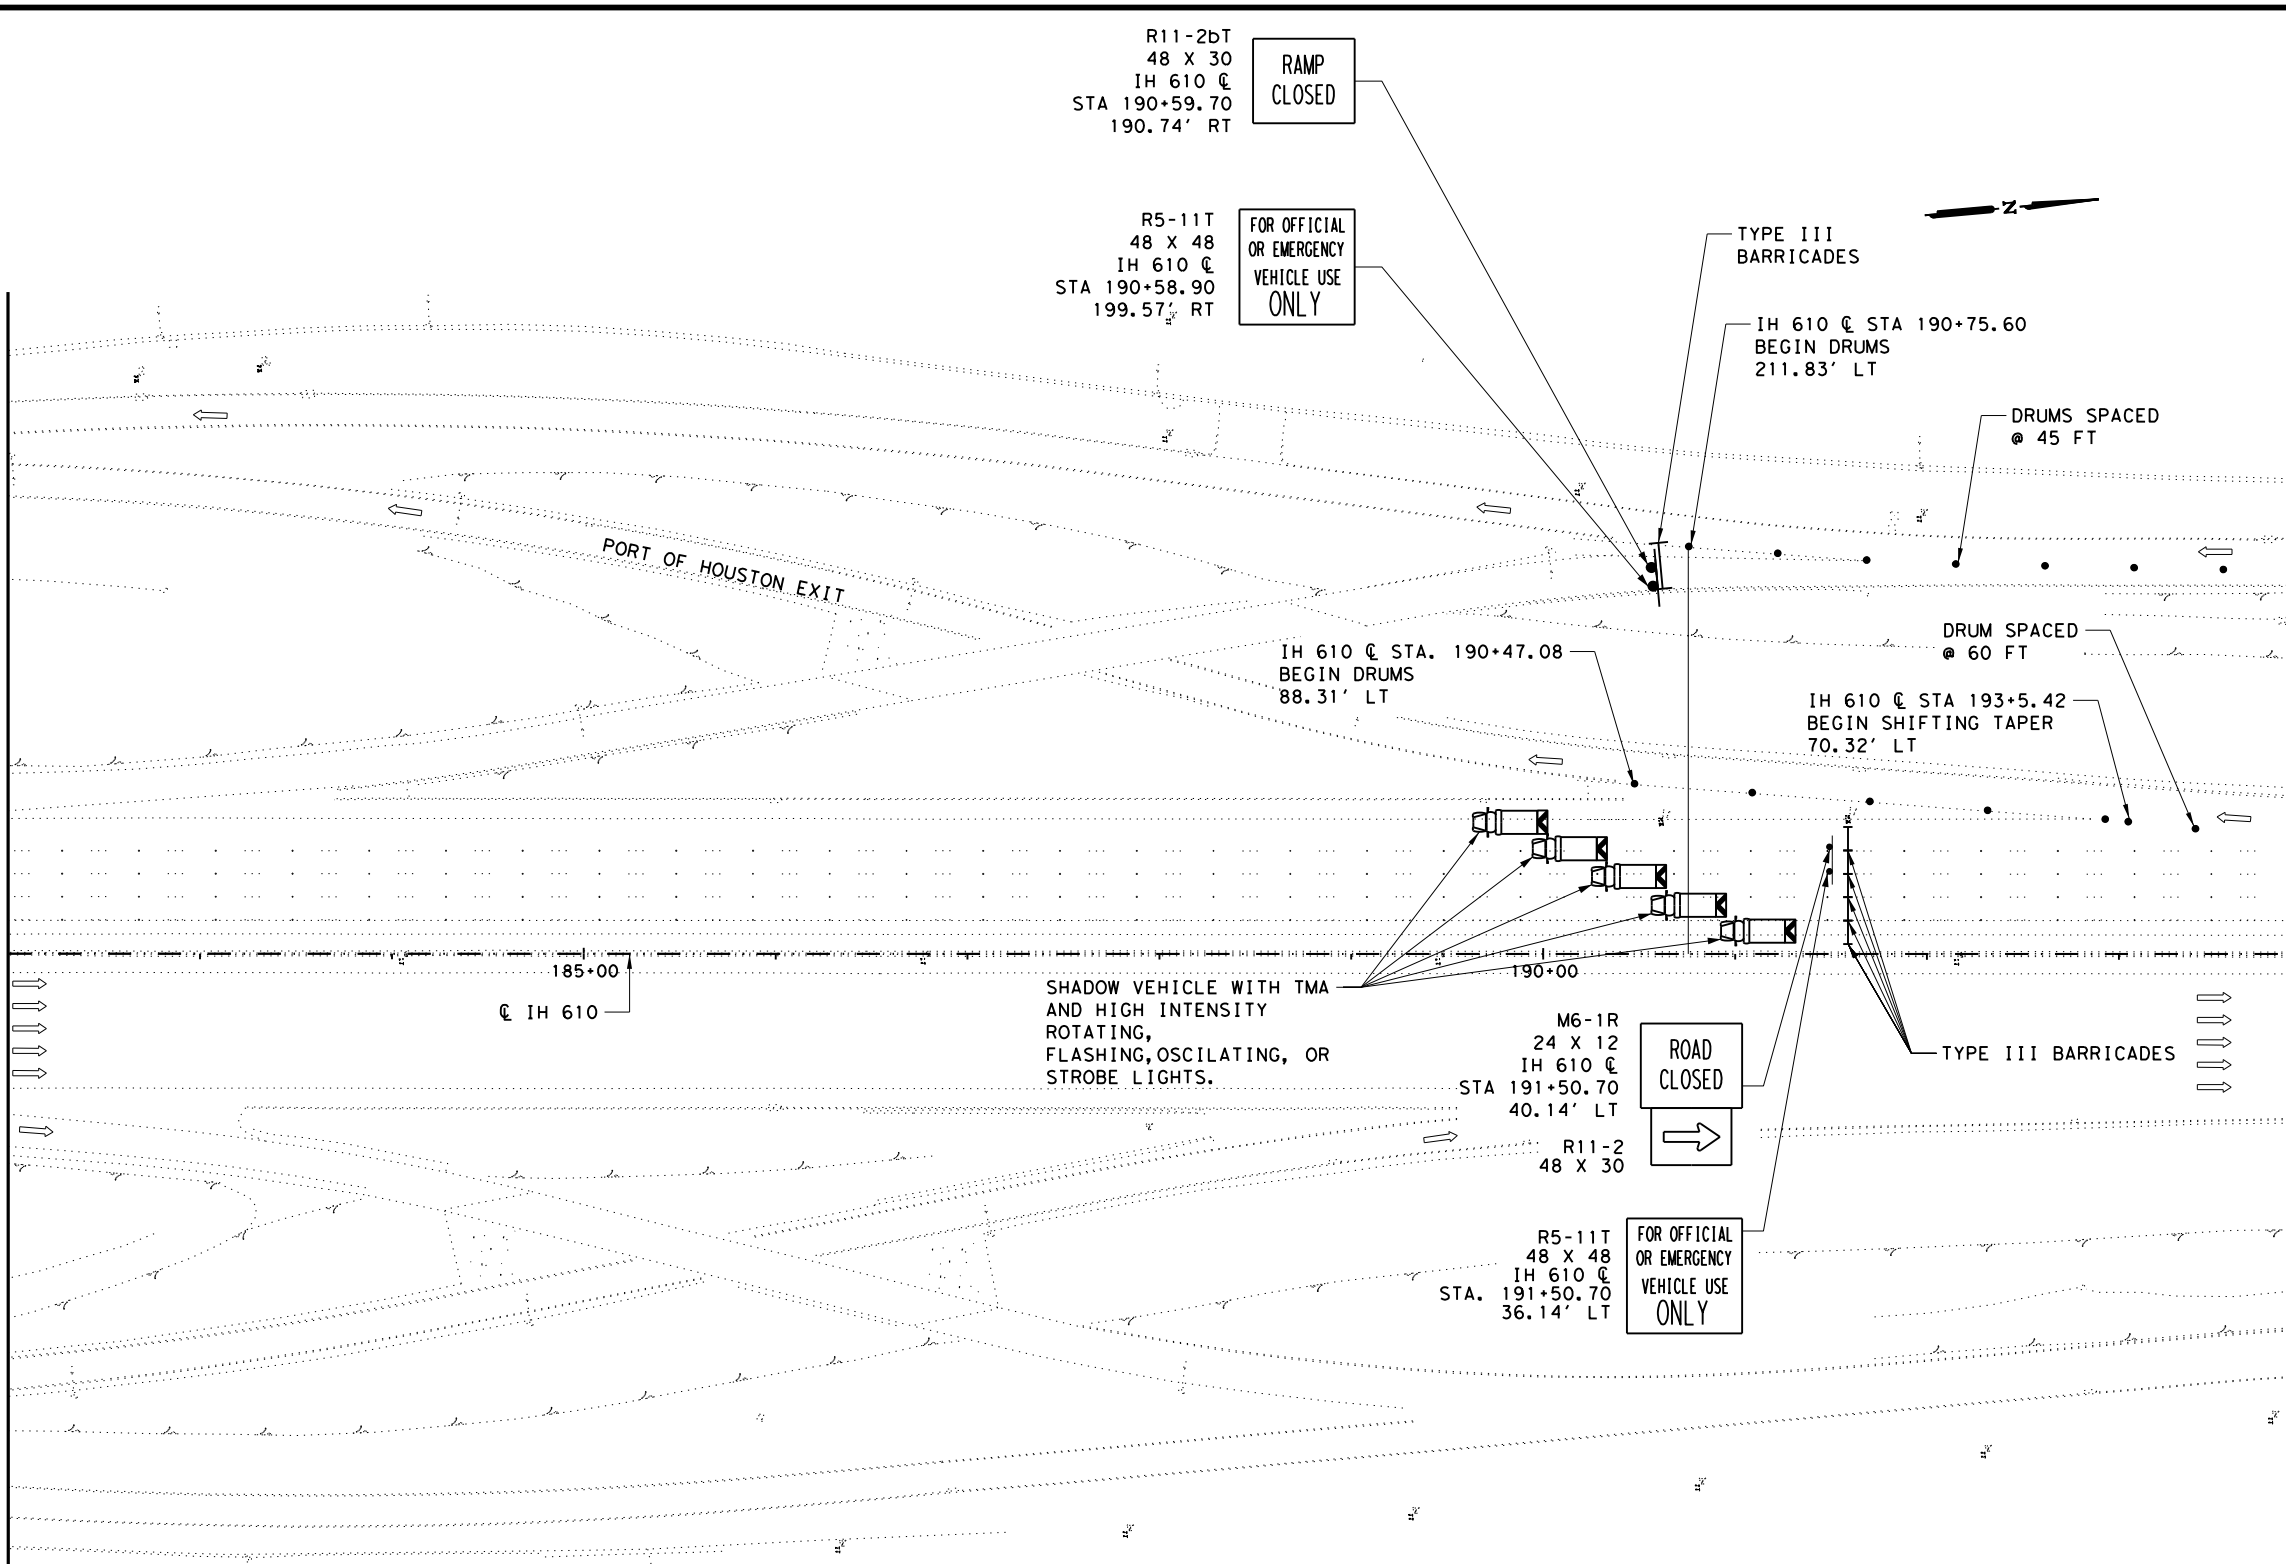 R11-2bT
48 X 30
IH 610 ℄
STA 190+59.70
190.74' RT
RAMP
CLOSED
R5-11T
48 X 48
IH 610 ℄
STA 190+58.90
199.57' RT
FOR OFFICIAL
OR EMERGENCY
VEHICLE USE
ONLY
N
TYPE III
BARRICADES
IH 610 ℄ STA 190+75.60
BEGIN DRUMS
211.83' LT
DRUMS SPACED
@ 45 FT
PORT OF HOUSTON EXIT
IH 610 ℄ STA. 190+47.08
BEGIN DRUMS
88.31' LT
DRUM SPACED
@ 60 FT
IH 610 ℄ STA 193+5.42
BEGIN SHIFTING TAPER
70.32' LT
185+00
190+00
℄ IH 610
SHADOW VEHICLE WITH TMA
AND HIGH INTENSITY
ROTATING,
FLASHING,OSCILATING, OR
STROBE LIGHTS.
M6-1R
24 X 12
IH 610 ℄
STA 191+50.70
40.14' LT
R11-2
48 X 30
ROAD
CLOSED
TYPE III BARRICADES
R5-11T
48 X 48
IH 610 ℄
STA. 191+50.70
36.14' LT
FOR OFFICIAL
OR EMERGENCY
VEHICLE USE
ONLY